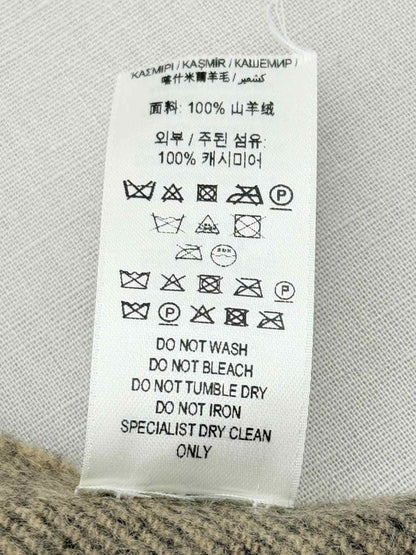 ΚΑΣΜΙΡΙ / KAŞMİR / КАШЕМИР /
喀什米爾羊毛 / كشمير /
面料: 100% 山羊绒
외부 / 주된 섬유:
100% 캐시미어
P
P
P
DO NOT WASH
DO NOT BLEACH
DO NOT TUMBLE DRY
DO NOT IRON
SPECIALIST DRY CLEAN
ONLY